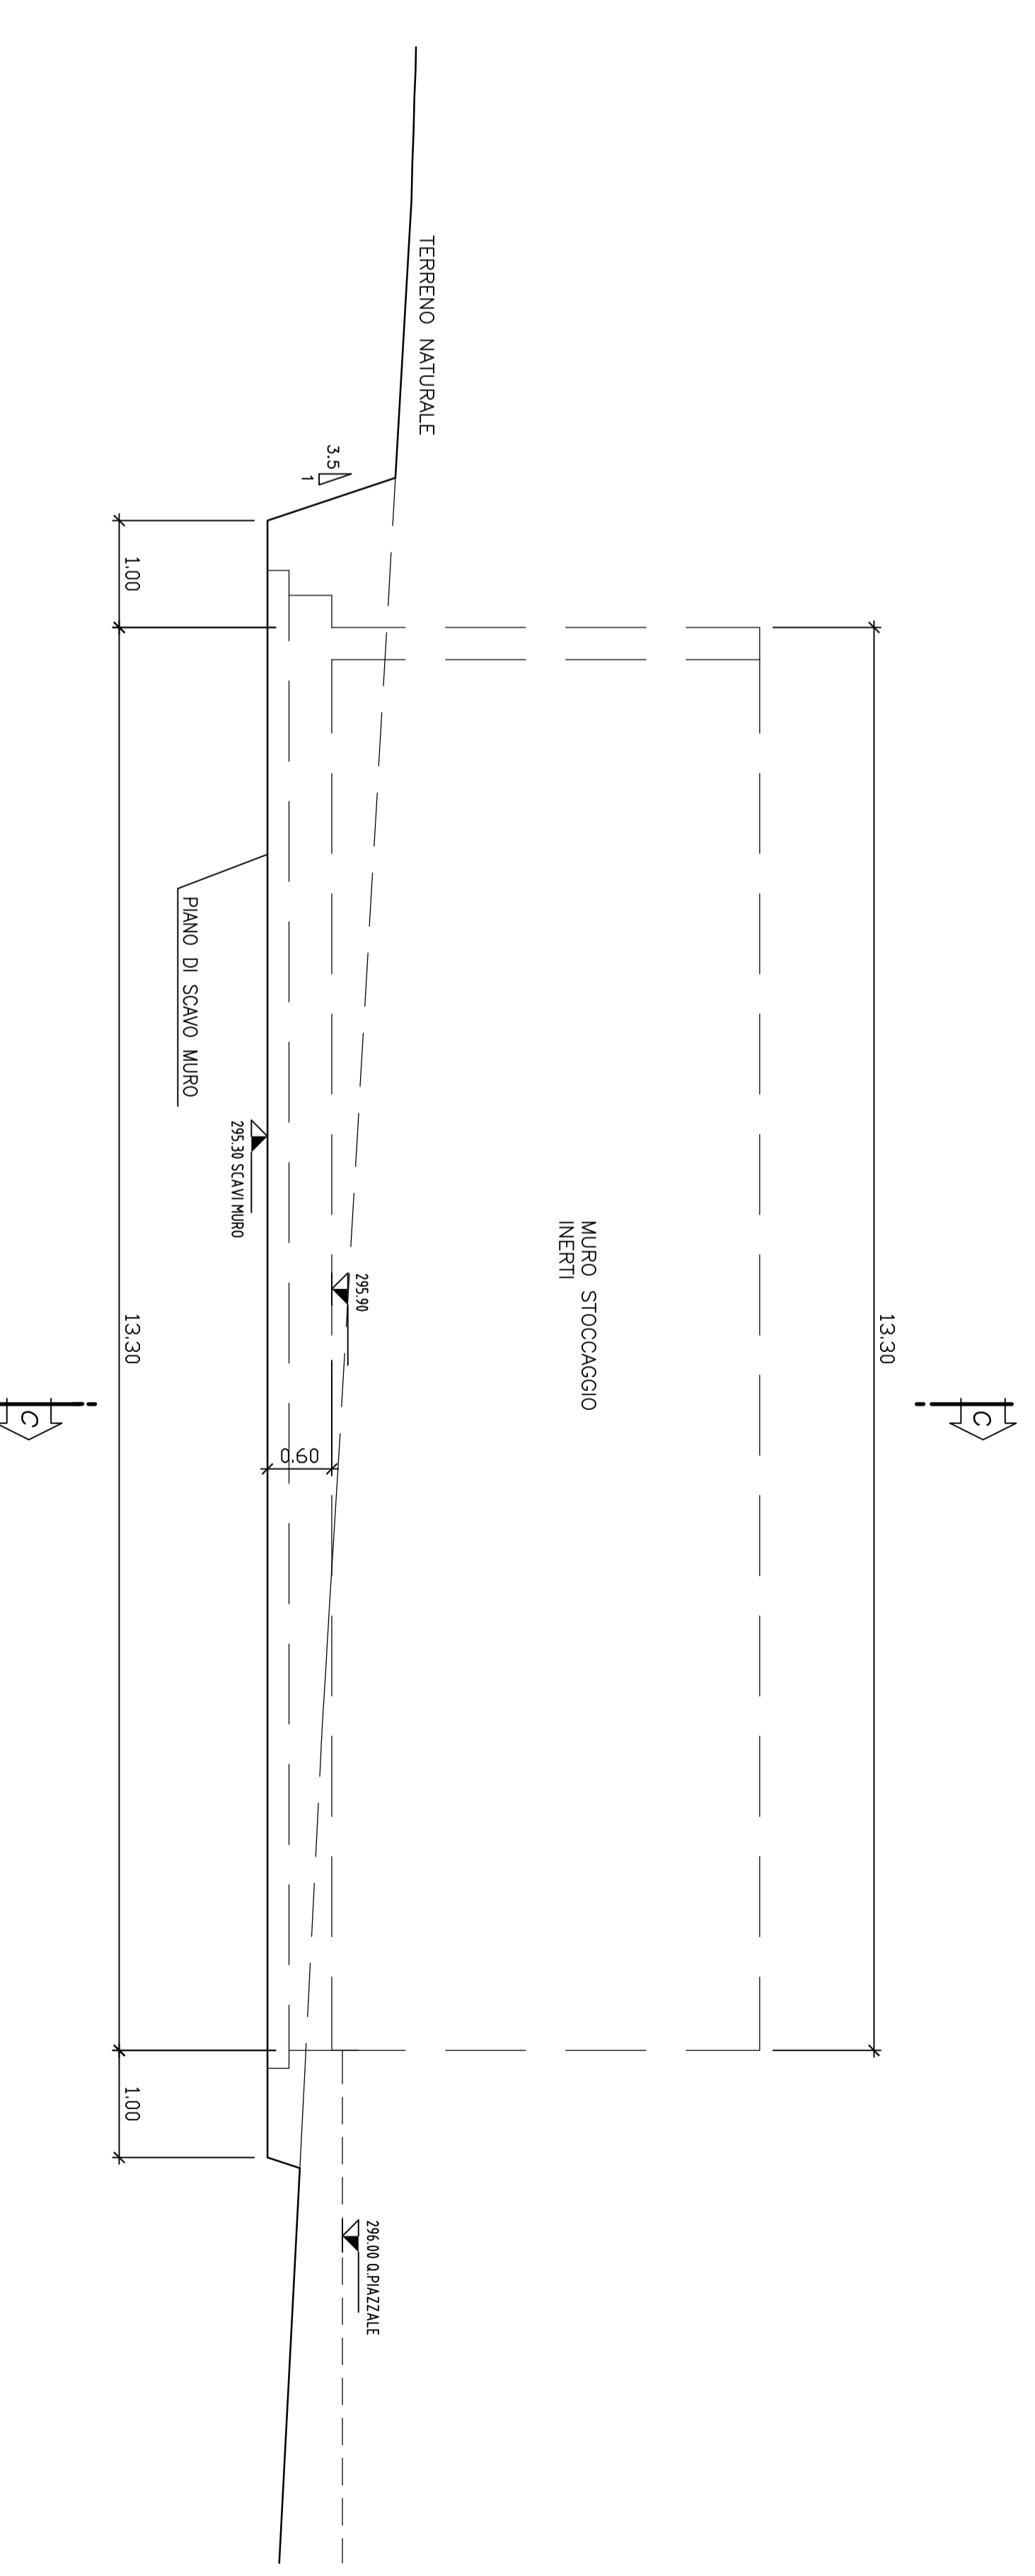 13.30
C
MURO STOCCAGGIO
INERTI
TERRENO NATURALE
3.5
1
295.90
296.00 Q.PIAZZALE
0.60
295.30 SCAVI MURO
PIANO DI SCAVO MURO
1.00
13.30
1.00
C